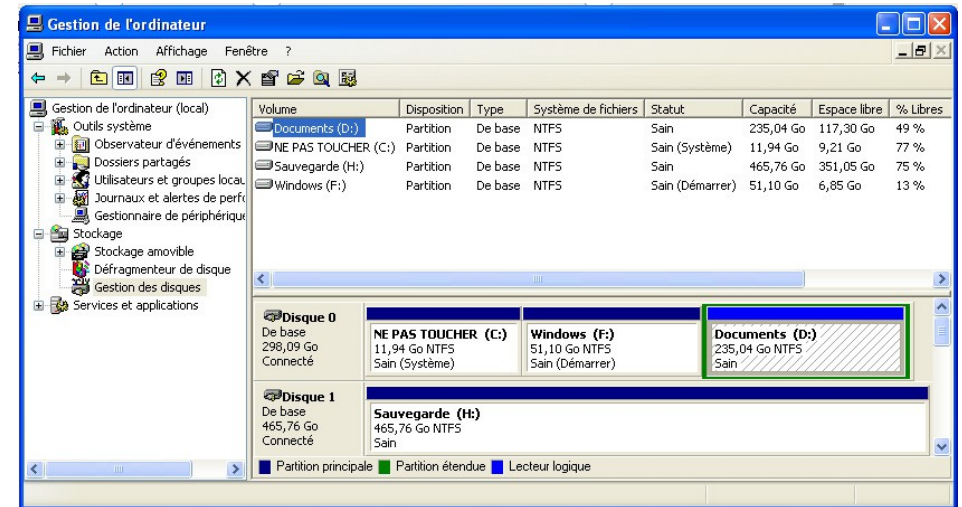 Gestion de l'ordinateur
Fichier Action Affichage Fenêtre ?
Gestion de l'ordinateur (local)
Outils système
Observateur d'événements
Dossiers partagés
Utilisateurs et groupes locau
Journaux et alertes de perfo
Gestionnaire de périphérique
Stockage
Stockage amovible
Défragmenteur de disque
Gestion des disques
Services et applications
Volume Disposition Type Système de fichiers Statut Capacité Espace libre % Libres
Documents (D:) Partition De base NTFS Sain 235,04 Go 117,30 Go 49 %
NE PAS TOUCHER (C:) Partition De base NTFS Sain (Système) 11,94 Go 9,21 Go 77 %
Sauvegarde (H:) Partition De base NTFS Sain 465,76 Go 351,05 Go 75 %
Windows (F:) Partition De base NTFS Sain (Démarrer) 51,10 Go 6,85 Go 13 %
Disque 0
De base
298,09 Go
Connecté
NE PAS TOUCHER (C:)
11,94 Go NTFS
Sain (Système)
Windows (F:)
51,10 Go NTFS
Sain (Démarrer)
Documents (D:)
235,04 Go NTFS
Sain
Disque 1
De base
465,76 Go
Connecté
Sauvegarde (H:)
465,76 Go NTFS
Sain
Partition principale Partition étendue Lecteur logique